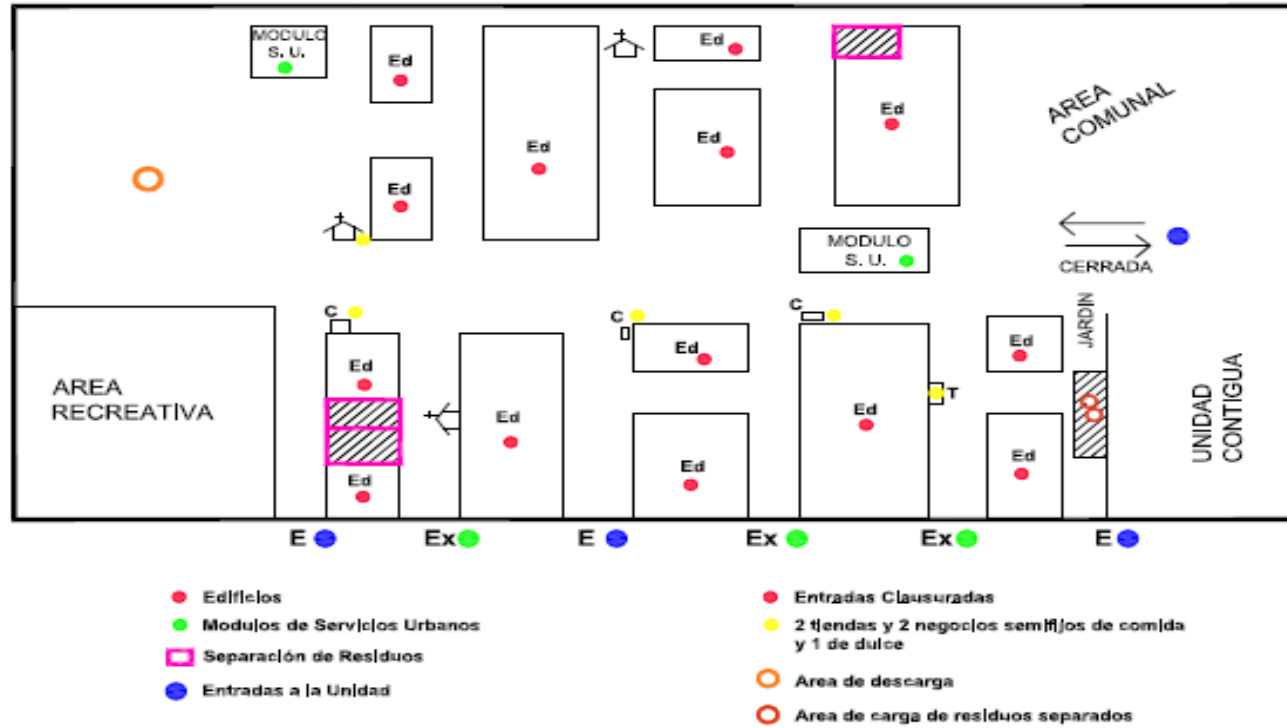 MODULO
S. U.
Ed
Ed
Ed
Ed
Ed
Ed
AREA
COMUNAL
MODULO
S. U.
CERRADA
C
C
C
JARDIN
AREA
RECREATIVA
Ed
Ed
Ed
Ed
Ed
Ed
T
Ed
Ed
UNIDAD
CONTIGUA
E
Ex
E
Ex
Ex
E
Edificios
Modulos de Servicios Urbanos
Separación de Residuos
Entradas a la Unidad
Entradas Clausuradas
2 tiendas y 2 negocios semifijos de comida
y 1 de dulce
Area de descarga
Area de carga de residuos separados